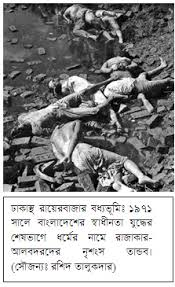 ঢাকাস্থ রায়েরবাজার বধ্যভূমিঃ ১৯৭১
সালে বাংলাদেশের স্বাধীনতা যুদ্ধের
শেষভাগে ধর্মের নামে রাজাকার-
আলবদরদের নৃশংস তান্ডব।
(সৌজন্যঃ রশিদ তালুকদার)